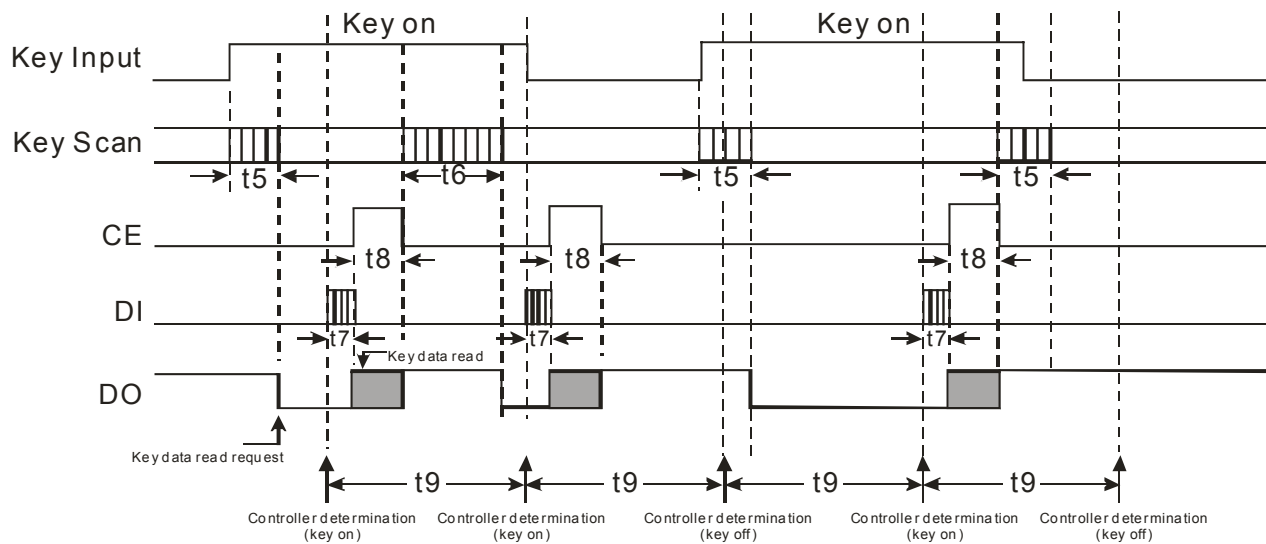 Key on
Key on
Key Input
Key Scan
t5
t6
t5
t5
CE
t8
t8
t8
DI
t7
t7
t7
Key data read
DO
Key data read request
t9
t9
t9
t9
Controller determination
(key on)
Controller determination
(key on)
Controller determination
(key off)
Controller determination
(key on)
Controller determination
(key off)